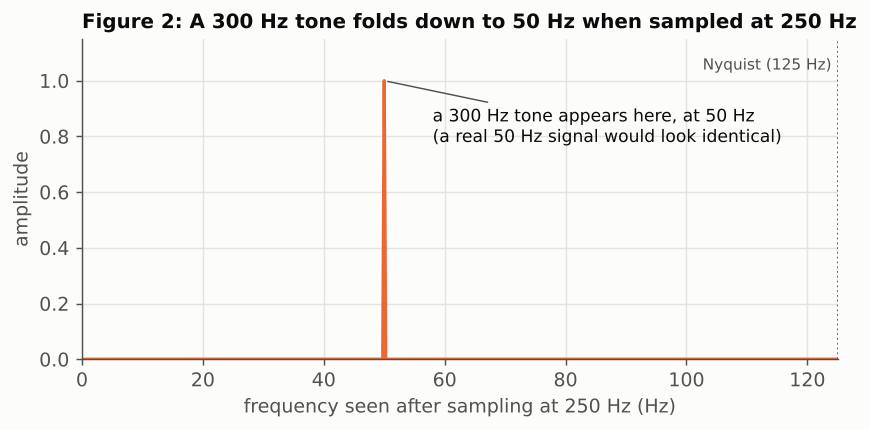 Figure 2: A 300 Hz tone folds down to 50 Hz when sampled at 250 Hz
Nyquist (125 Hz)
a 300 Hz tone appears here, at 50 Hz
(a real 50 Hz signal would look identical)
amplitude
1.0
0.8
0.6
0.4
0.2
0.0
0 20 40 60 80 100 120
frequency seen after sampling at 250 Hz (Hz)